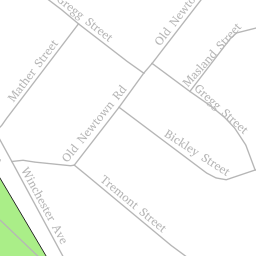 Gregg Street
Old Newto
Mather Street
Masland Street
Old Newtown Rd
Gregg Street
Bickley Street
Winchester Ave
Tremont Street